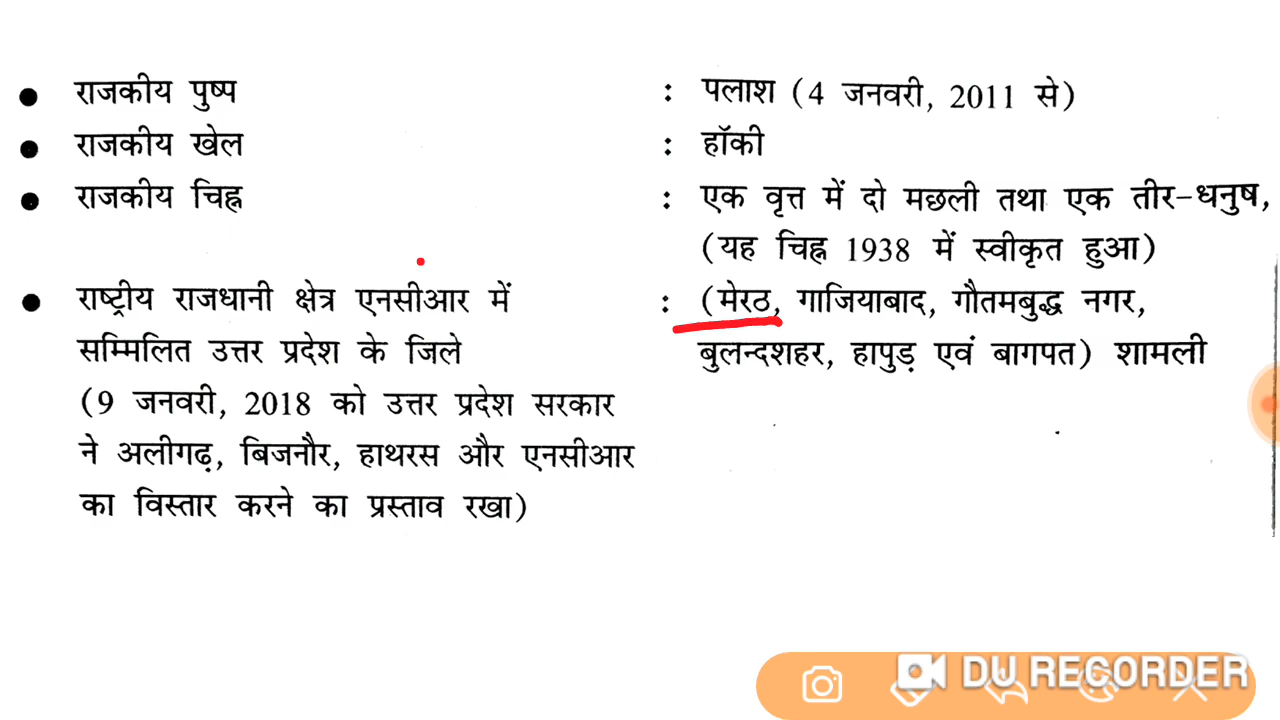 ● राजकीय पुष्प : पलाश (4 जनवरी, 2011 से)
● राजकीय खेल : हॉकी
● राजकीय चिह्न : एक वृत्त में दो मछली तथा एक तीर-धनुष,
(यह चिह्न 1938 में स्वीकृत हुआ)
● राष्ट्रीय राजधानी क्षेत्र एनसीआर में : (मेरठ, गाजियाबाद, गौतमबुद्ध नगर,
सम्मिलित उत्तर प्रदेश के जिले बुलन्दशहर, हापुड़ एवं बागपत) शामली
(9 जनवरी, 2018 को उत्तर प्रदेश सरकार
ने अलीगढ़, बिजनौर, हाथरस और एनसीआर
का विस्तार करने का प्रस्ताव रखा)
DU RECORDER